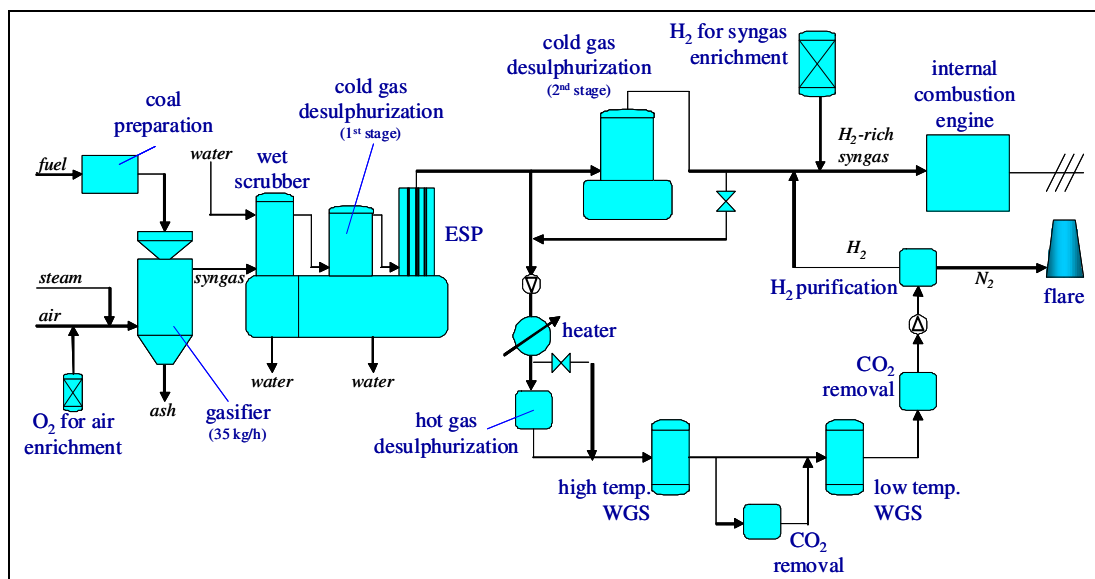 coal
preparation
fuel
water
wet
scrubber
cold gas
desulphurization
(1st stage)
ESP
cold gas
desulphurization
(2nd stage)
H2 for syngas
enrichment
H2-rich
syngas
internal
combustion
engine
steam
air
syngas
O2 for air
enrichment
ash
gasifier
(35 kg/h)
water
water
heater
hot gas
desulphurization
high temp.
WGS
CO2
removal
low temp.
WGS
CO2
removal
H2 purification
H2
N2
flare